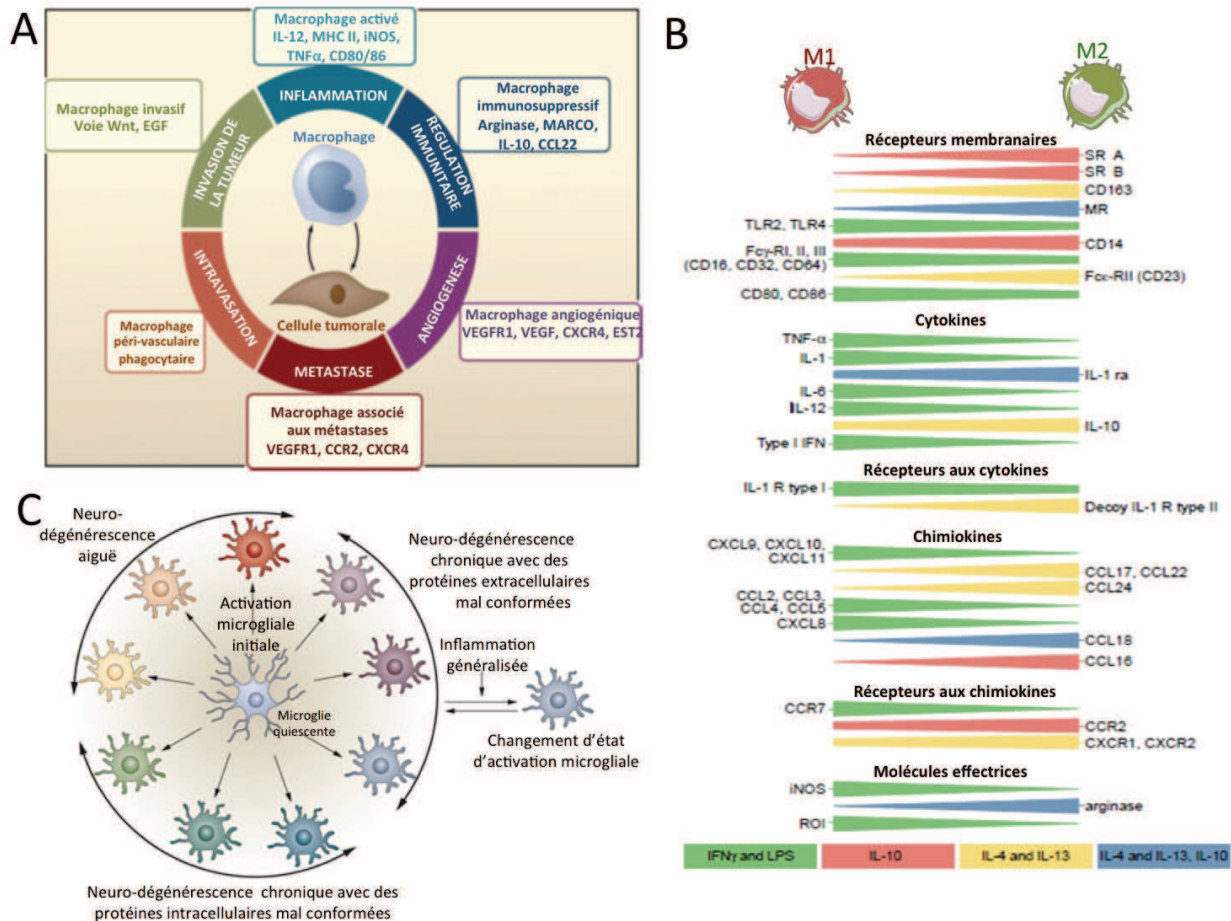 A
Macrophage activé
IL-12, MHC II, iNOS,
TNFα, CD80/86
Macrophage invasif
Voie Wnt, EGF
Macrophage
immunosuppressif
Arginase, MARCO,
IL-10, CCL22
INFLAMMATION
REGULATION
IMMUNITAIRE
INVASION DE
LA TUMEUR
Macrophage
INTRAVASATION
ANGIOGENESE
Cellule tumorale
METASTASE
Macrophage
péri-vasculaire
phagocytaire
Macrophage angiogénique
VEGFR1, VEGF, CXCR4, EST2
Macrophage associé
aux métastases
VEGFR1, CCR2, CXCR4
B
M1
M2
Récepteurs membranaires
SR A
SR B
CD163
MR
TLR2, TLR4
CD14
Fcγ-RI, II, III
(CD16, CD32, CD64)
Fcε-RII (CD23)
CD80, CD86
Cytokines
TNF-α
IL-1
IL-1 ra
IL-6
IL-12
IL-10
Type I IFN
Récepteurs aux cytokines
IL-1 R type I
Decoy IL-1 R type II
Chimiokines
CXCL9, CXCL10,
CXCL11
CCL17, CCL22
CCL24
CCL2, CCL3,
CCL4, CCL5
CXCL8
CCL18
CCL16
Récepteurs aux chimiokines
CCR7
CCR2
CXCR1, CXCR2
Molécules effectrices
iNOS
arginase
ROI
IFNγ and LPS
IL-10
IL-4 and IL-13
IL-4 and IL-13, IL-10
C
Neuro-
dégénérescence
aiguë
Neuro-dégénérescence
chronique avec des
protéines extracellulaires
mal conformées
Activation
microgliale
initiale
Inflammation
généralisée
Microglie
quiescente
Changement d'état
d'activation microgliale
Neuro-dégénérescence chronique avec des
protéines intracellulaires mal conformées